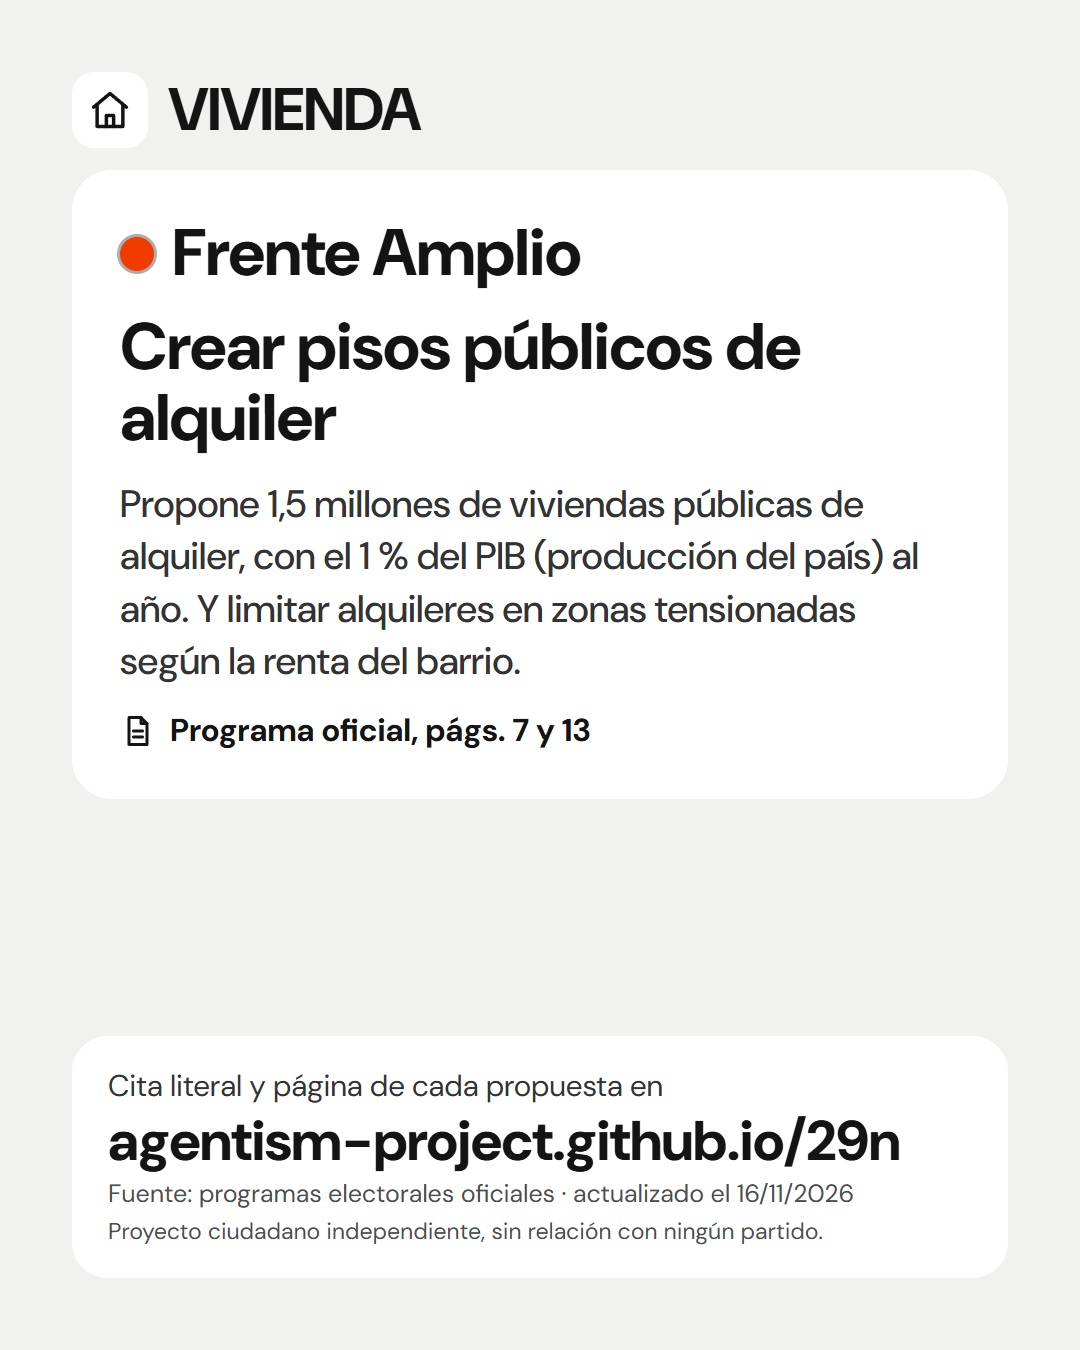 VIVIENDA
Frente Amplio
Crear pisos públicos de
alquiler
Propone 1,5 millones de viviendas públicas de
alquiler, con el 1 % del PIB (producción del país) al
año. Y limitar alquileres en zonas tensionadas
según la renta del barrio.
Programa oficial, págs. 7 y 13
Cita literal y página de cada propuesta en
agentism-project.github.io/29n
Fuente: programas electorales oficiales · actualizado el 16/11/2026
Proyecto ciudadano independiente, sin relación con ningún partido.